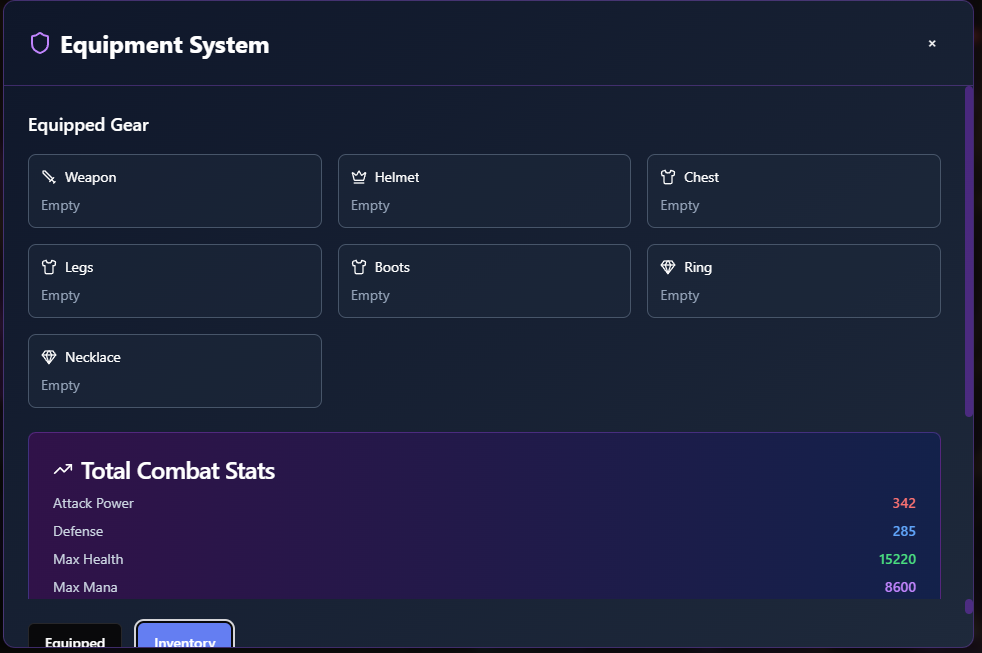 Equipment System
×
Equipped Gear
Weapon
Empty
Helmet
Empty
Chest
Empty
Legs
Empty
Boots
Empty
Ring
Empty
Necklace
Empty
Total Combat Stats
Attack Power 342
Defense 285
Max Health 15220
Max Mana 8600
Equipped Inventory